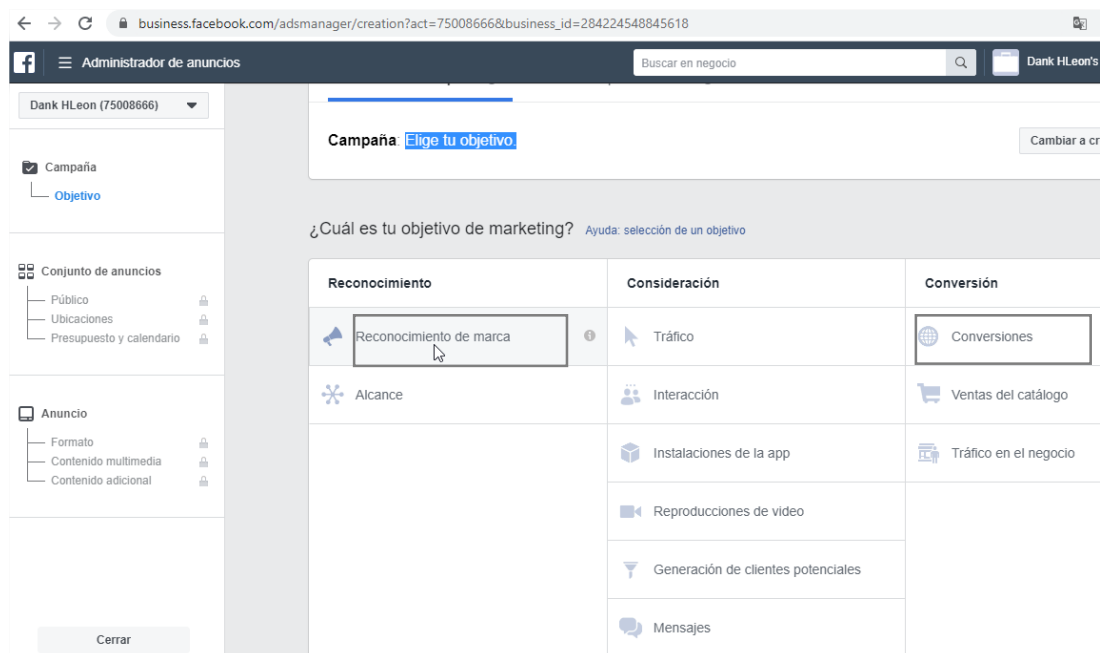 business.facebook.com/adsmanager/creation?act=75008666&business_id=284224548845618
Administrador de anuncios
Buscar en negocio
Dank HLeon's
Dank HLeon (75008666)
Campaña
Objetivo
Conjunto de anuncios
Público
Ubicaciones
Presupuesto y calendario
Anuncio
Formato
Contenido multimedia
Contenido adicional
Cerrar
Campaña: Elige tu objetivo.
Cambiar a cr
¿Cuál es tu objetivo de marketing? Ayuda: selección de un objetivo
Reconocimiento
Consideración
Conversión
Reconocimiento de marca
Tráfico
Conversiones
Alcance
Interacción
Ventas del catálogo
Instalaciones de la app
Tráfico en el negocio
Reproducciones de video
Generación de clientes potenciales
Mensajes